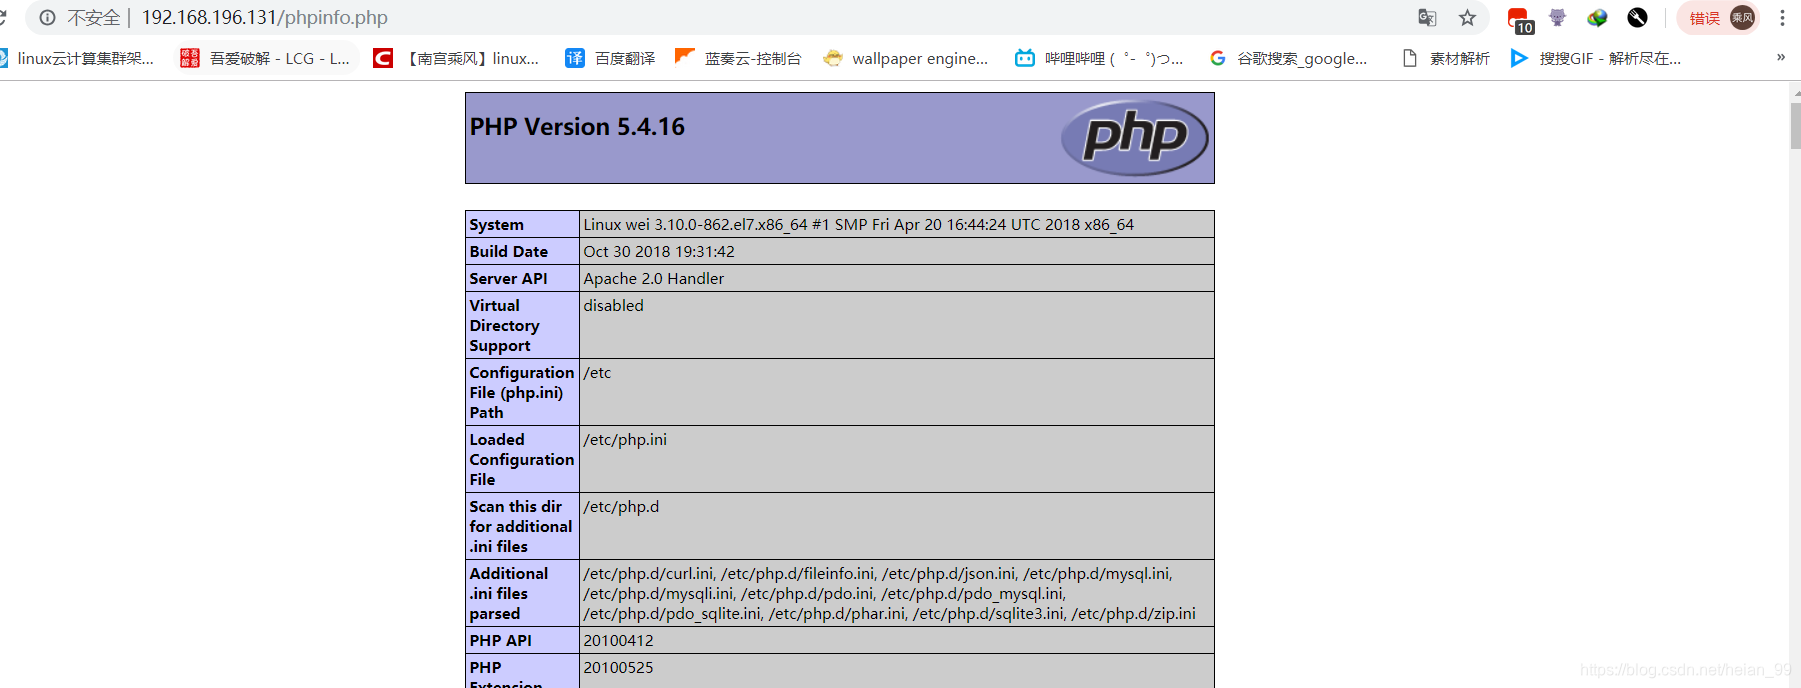 不安全 | 192.168.196.131/phpinfo.php
10
错误 乘风
linux云计算集群架... 吾爱破解 吾爱破解 - LCG - L... C 【南宫乘风】linux... 译 百度翻译 蓝奏云-控制台 wallpaper engine... 哔哩哔哩 ( ゜- ゜)つ... 谷歌搜索_google... 素材解析 搜搜GIF - 解析尽在... »
PHP Version 5.4.16
php
System Linux wei 3.10.0-862.el7.x86_64 #1 SMP Fri Apr 20 16:44:24 UTC 2018 x86_64
Build Date Oct 30 2018 19:31:42
Server API Apache 2.0 Handler
Virtual disabled
Directory
Support
Configuration /etc
File (php.ini)
Path
Loaded /etc/php.ini
Configuration
File
Scan this dir /etc/php.d
for additional
.ini files
Additional /etc/php.d/curl.ini, /etc/php.d/fileinfo.ini, /etc/php.d/json.ini, /etc/php.d/mysql.ini,
.ini files /etc/php.d/mysqli.ini, /etc/php.d/pdo.ini, /etc/php.d/pdo_mysql.ini,
parsed /etc/php.d/pdo_sqlite.ini, /etc/php.d/phar.ini, /etc/php.d/sqlite3.ini, /etc/php.d/zip.ini
PHP API 20100412
PHP 20100525
Extension
https://blog.csdn.net/heian_99